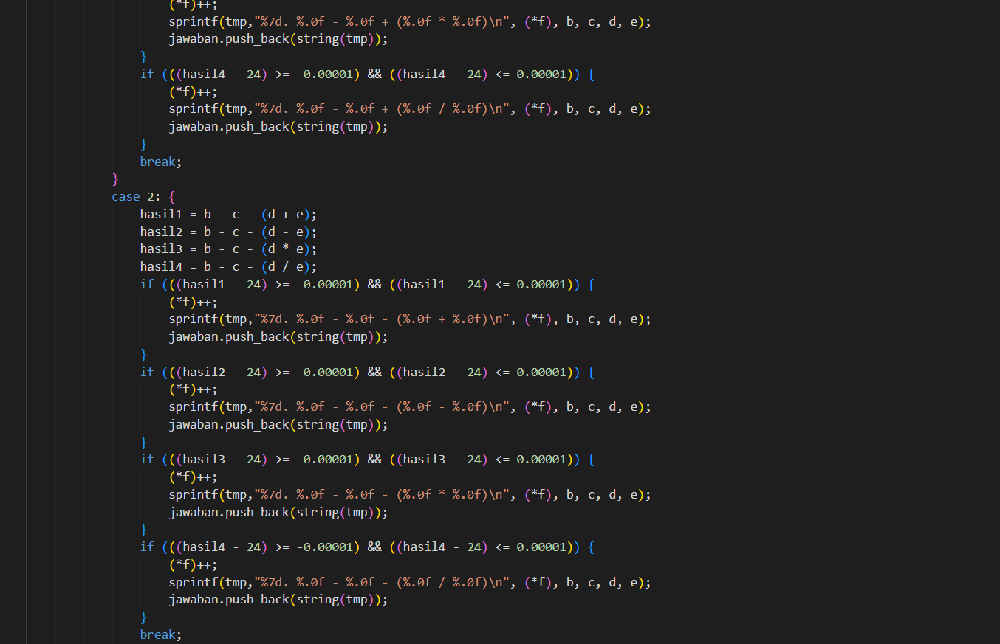 (*f)++;
sprintf(tmp,"%7d. %.0f - %.0f + (%.0f * %.0f)\n", (*f), b, c, d, e);
jawaban.push_back(string(tmp));
}
if (((hasil4 - 24) >= -0.00001) && ((hasil4 - 24) <= 0.00001)) {
(*f)++;
sprintf(tmp,"%7d. %.0f - %.0f + (%.0f / %.0f)\n", (*f), b, c, d, e);
jawaban.push_back(string(tmp));
}
break;
}
case 2: {
hasil1 = b - c - (d + e);
hasil2 = b - c - (d - e);
hasil3 = b - c - (d * e);
hasil4 = b - c - (d / e);
if (((hasil1 - 24) >= -0.00001) && ((hasil1 - 24) <= 0.00001)) {
(*f)++;
sprintf(tmp,"%7d. %.0f - %.0f - (%.0f + %.0f)\n", (*f), b, c, d, e);
jawaban.push_back(string(tmp));
}
if (((hasil2 - 24) >= -0.00001) && ((hasil2 - 24) <= 0.00001)) {
(*f)++;
sprintf(tmp,"%7d. %.0f - %.0f - (%.0f - %.0f)\n", (*f), b, c, d, e);
jawaban.push_back(string(tmp));
}
if (((hasil3 - 24) >= -0.00001) && ((hasil3 - 24) <= 0.00001)) {
(*f)++;
sprintf(tmp,"%7d. %.0f - %.0f - (%.0f * %.0f)\n", (*f), b, c, d, e);
jawaban.push_back(string(tmp));
}
if (((hasil4 - 24) >= -0.00001) && ((hasil4 - 24) <= 0.00001)) {
(*f)++;
sprintf(tmp,"%7d. %.0f - %.0f - (%.0f / %.0f)\n", (*f), b, c, d, e);
jawaban.push_back(string(tmp));
}
break;